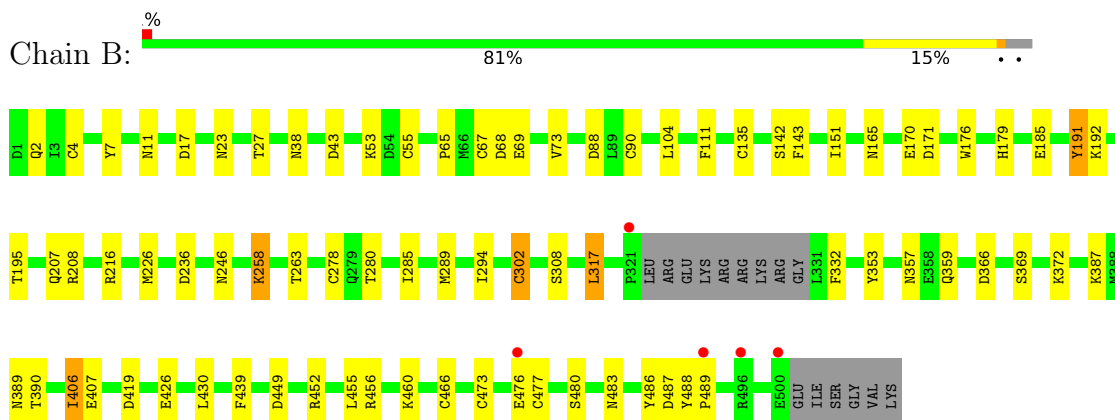 .%
Chain B:
81% 15% • •
D1 Q2 I3 C4 Y7 N11 D17 N23 T27 N38 D43 K53 D54 C55 P65 M66 C67 D68 E69 V73 D88 L89 C90 L104 F111 C135 S142 F143 I151 N165 E170 D171 W176 H179 E185 Y191 K192
T195 Q207 R208 R216 M226 D236 N246 K258 T263 C278 Q279 T280 I285 M289 I294 C302 S308 L317 P321 LEU ARG GLU LYS ARG ARG LYS ARG GLY L331 F332 Y353 N357 E358 Q359 D366 S369 K372 K387 M388
N389 T390 I406 E407 D419 E426 L430 F439 D449 R452 L455 R456 K460 C466 C473 E476 C477 S480 N483 Y486 D487 Y488 P489 R496 E500 GLU ILE SER GLY VAL LYS